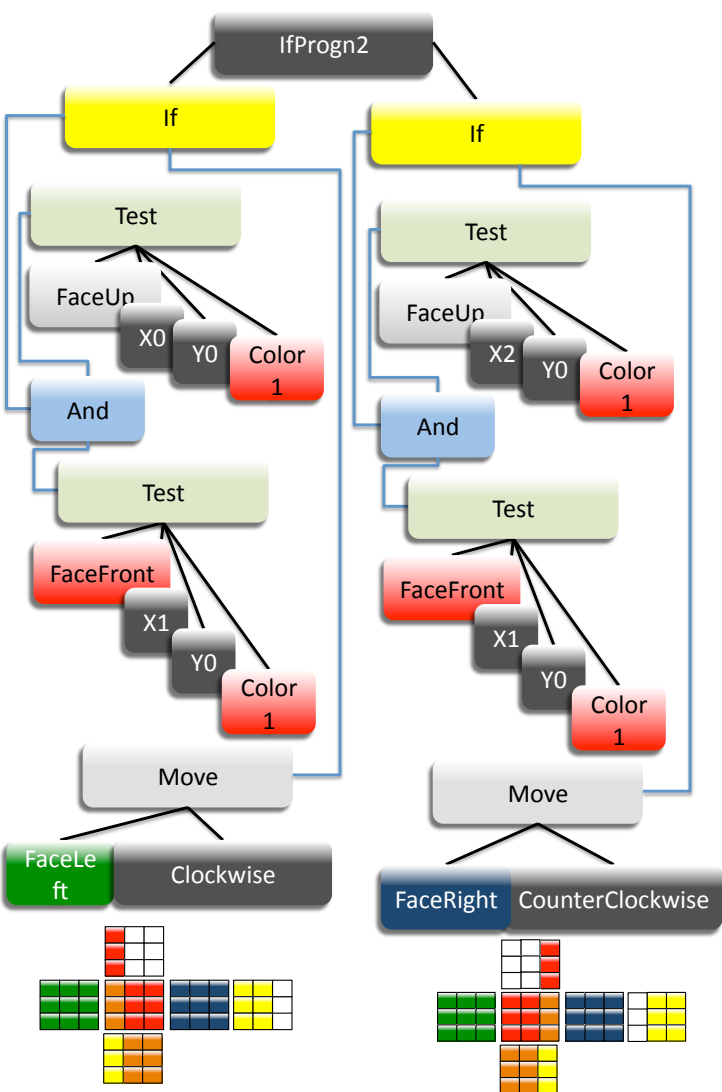 IfProgn2
If
Test
FaceUp
X0
Y0
Color
1
And
Test
FaceFront
X1
Y0
Color
1
Move
FaceLe
ft
Clockwise
If
Test
FaceUp
X2
Y0
Color
1
And
Test
FaceFront
X1
Y0
Color
1
Move
FaceRight
CounterClockwise